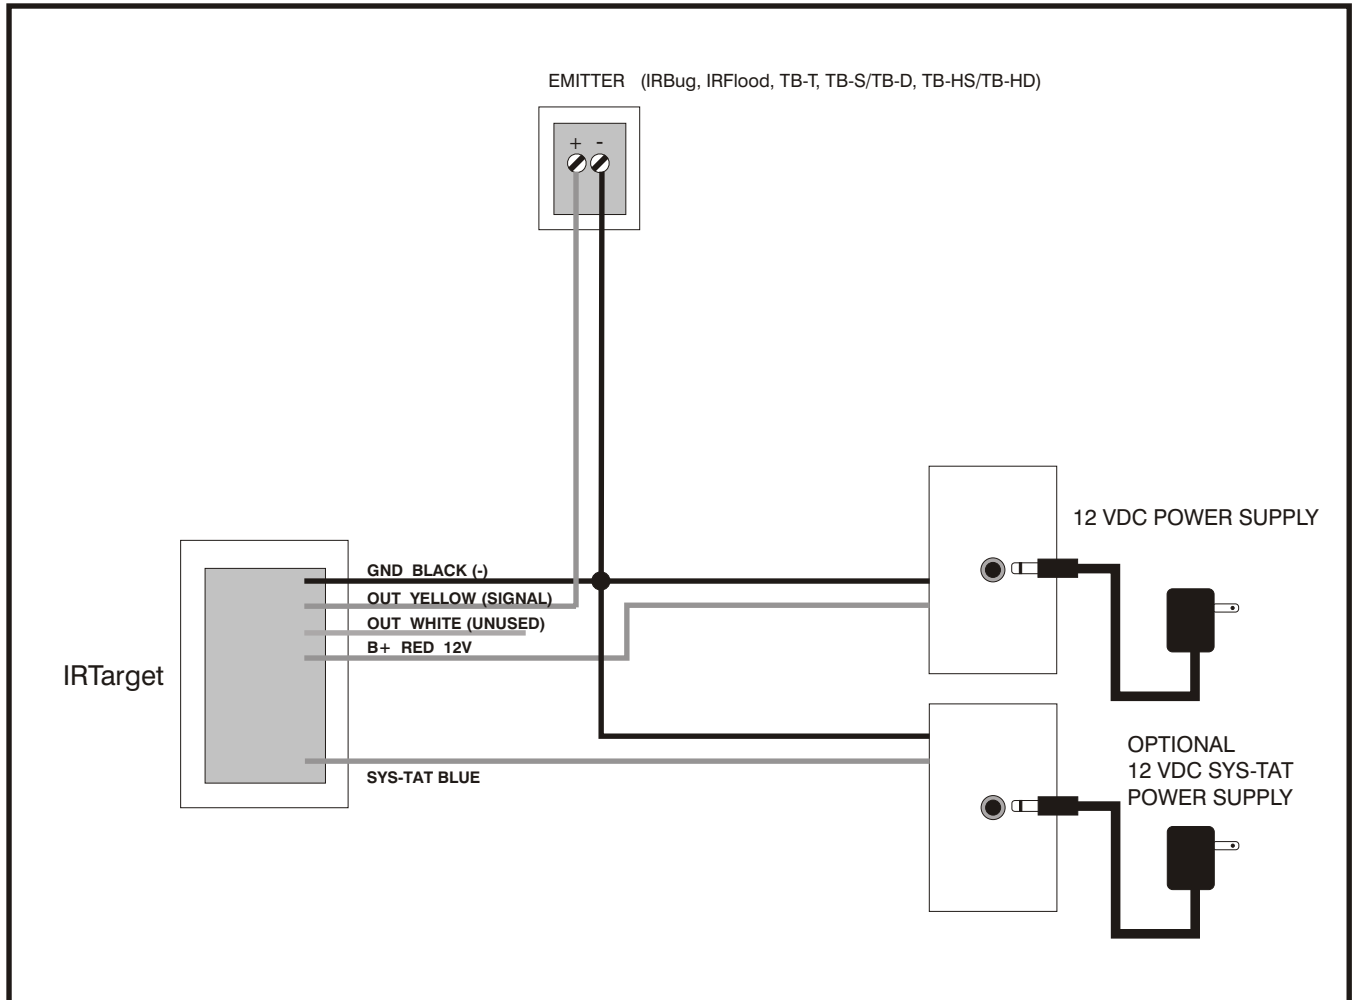 EMITTER (IRBug, IRFlood, TB-T, TB-S/TB-D, TB-HS/TB-HD)
+ -
12 VDC POWER SUPPLY
GND BLACK (-)
OUT YELLOW (SIGNAL)
OUT WHITE (UNUSED)
B+ RED 12V
IRTarget
SYS-TAT BLUE
OPTIONAL
12 VDC SYS-TAT
POWER SUPPLY